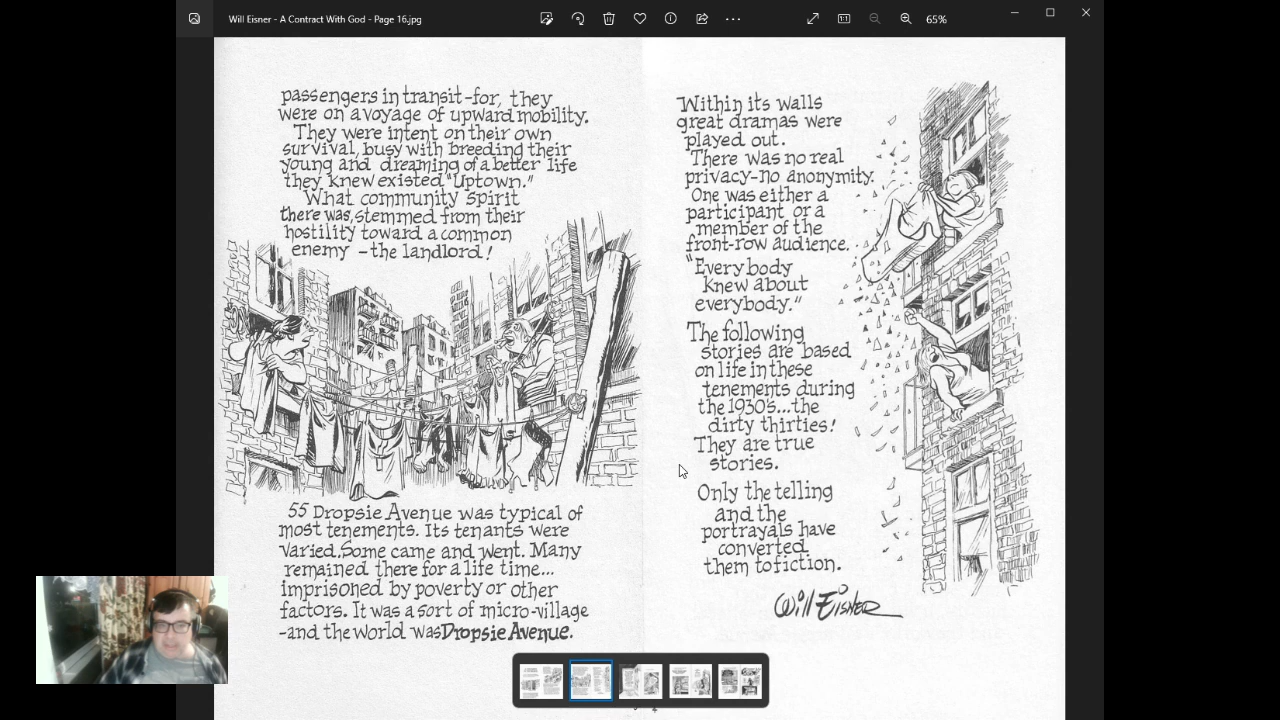 Will Eisner - A Contract With God - Page 16.jpg
1:1
65%
passengers in transit-for, they
were on a voyage of upward mobility.
They were intent on their own
survival, busy with breeding their
young and dreaming of a better life
they knew existed "Uptown."
What community spirit
there was, stemmed from their
hostility toward a common
enemy -the landlord!
55 Dropsie Avenue was typical of
most tenements. Its tenants were
varied. Some came and went. Many
remained there for a life time...
imprisoned by poverty or other
factors. It was a sort of micro-village
-and the world was Dropsie Avenue.
Within its walls
great dramas were
played out.
There was no real
privacy-no anonymity.
One was either a
participant or a
member of the
front-row audience.
"Everybody
knew about
everybody."
The following
stories are based
on life in these
tenements during
the 1930's...the
dirty thirties!
They are true
stories.
Only the telling
and the
portrayals have
converted
them to fiction.
Will Eisner